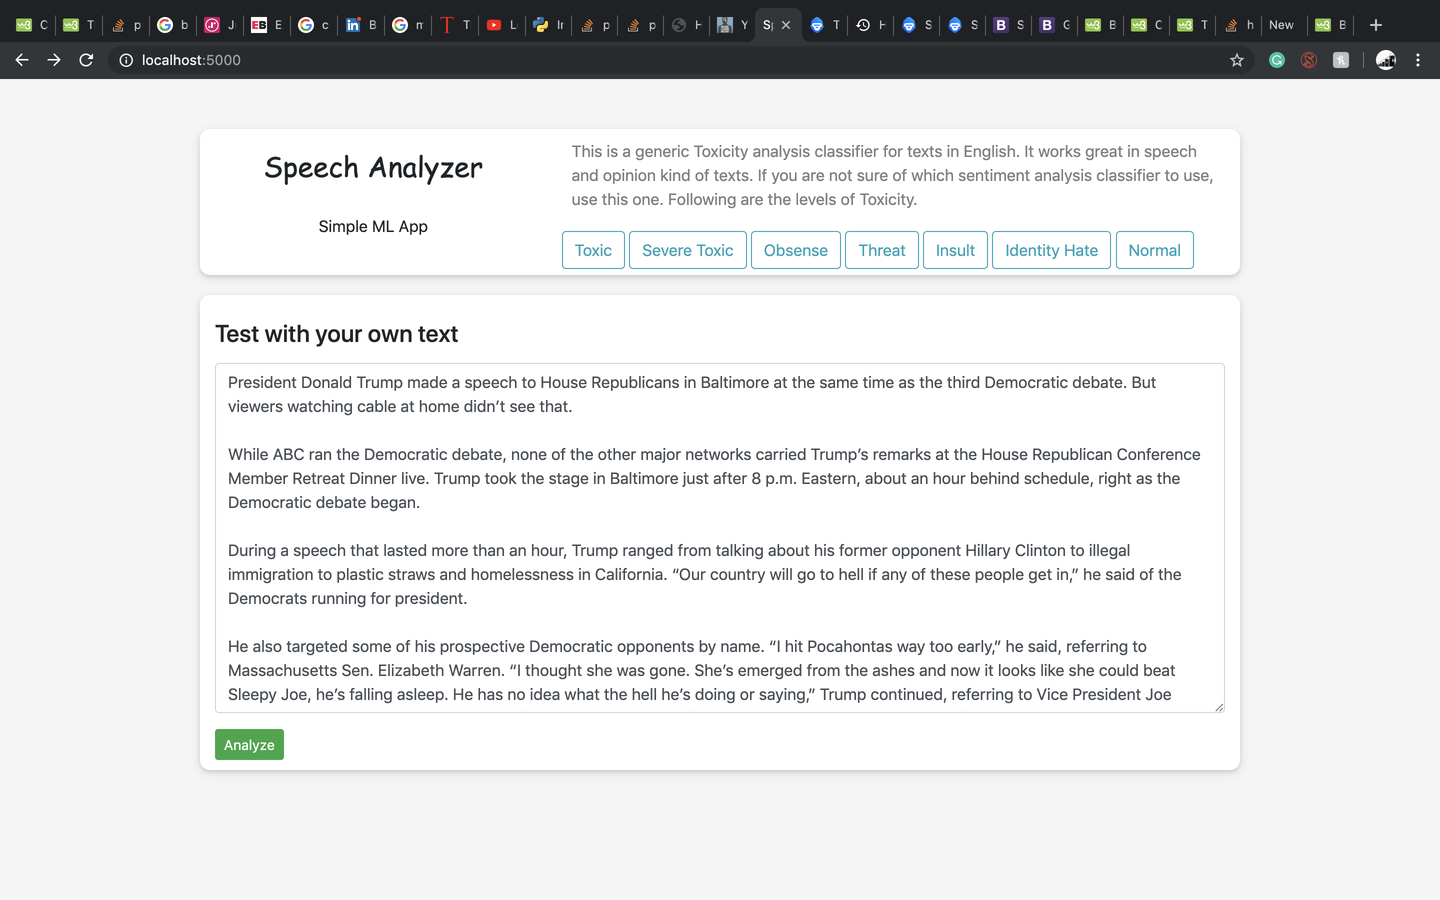 C T p b J E c B m T L Ir p p H Y Sp T H S S S C B C T h New B
localhost:5000
Speech Analyzer
Simple ML App
This is a generic Toxicity analysis classifier for texts in English. It works great in speech
and opinion kind of texts. If you are not sure of which sentiment analysis classifier to use,
use this one. Following are the levels of Toxicity.
Toxic Severe Toxic Obsense Threat Insult Identity Hate Normal
Test with your own text
President Donald Trump made a speech to House Republicans in Baltimore at the same time as the third Democratic debate. But
viewers watching cable at home didn’t see that.
While ABC ran the Democratic debate, none of the other major networks carried Trump’s remarks at the House Republican Conference
Member Retreat Dinner live. Trump took the stage in Baltimore just after 8 p.m. Eastern, about an hour behind schedule, right as the
Democratic debate began.
During a speech that lasted more than an hour, Trump ranged from talking about his former opponent Hillary Clinton to illegal
immigration to plastic straws and homelessness in California. “Our country will go to hell if any of these people get in,” he said of the
Democrats running for president.
He also targeted some of his prospective Democratic opponents by name. “I hit Pocahontas way too early,” he said, referring to
Massachusetts Sen. Elizabeth Warren. “I thought she was gone. She’s emerged from the ashes and now it looks like she could beat
Sleepy Joe, he’s falling asleep. He has no idea what the hell he’s doing or saying,” Trump continued, referring to Vice President Joe
Analyze